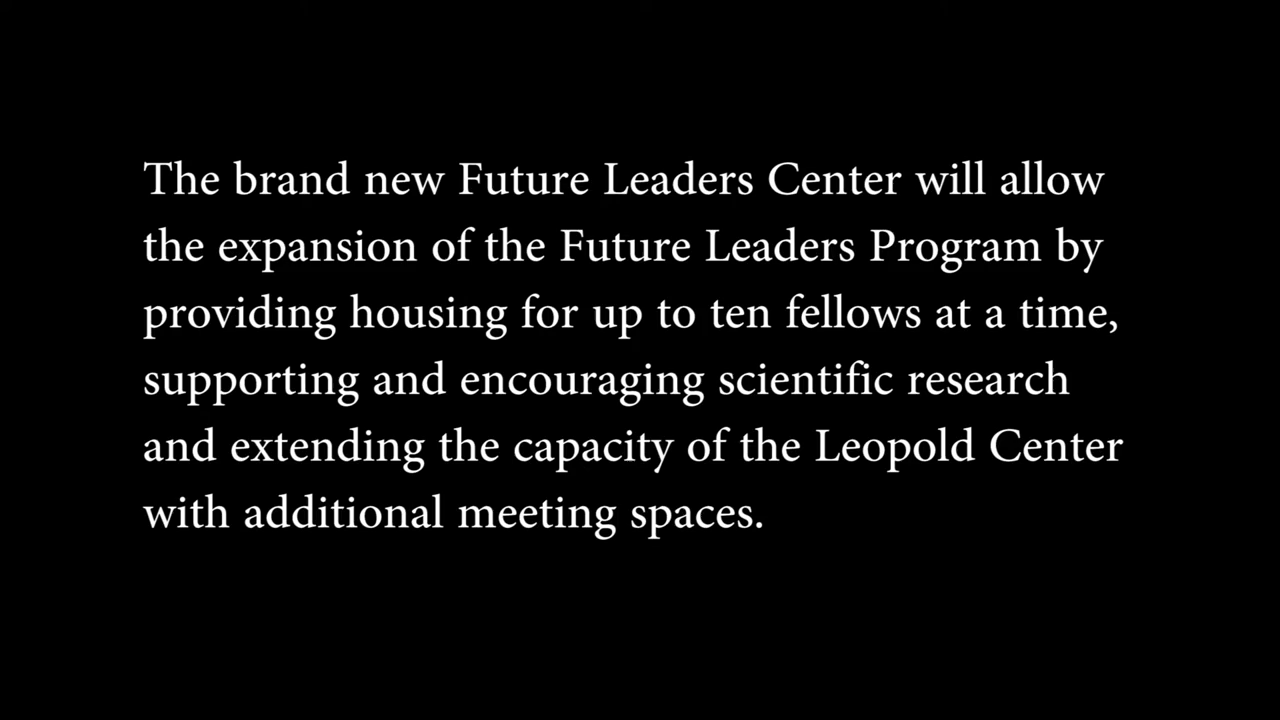 The brand new Future Leaders Center will allow
the expansion of the Future Leaders Program by
providing housing for up to ten fellows at a time,
supporting and encouraging scientific research
and extending the capacity of the Leopold Center
with additional meeting spaces.